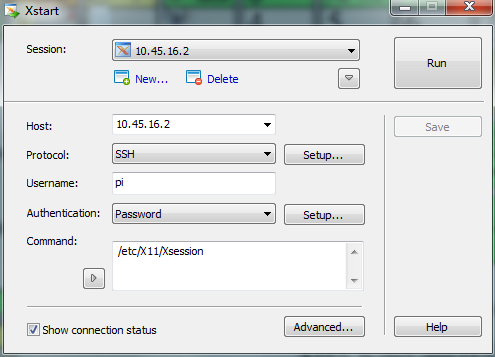 Xstart
Session:
10.45.16.2
Run
New...
Delete
Host:
10.45.16.2
Save
Protocol:
SSH
Setup...
Username:
pi
Authentication:
Password
Setup...
Command:
/etc/X11/Xsession
Show connection status
Advanced...
Help